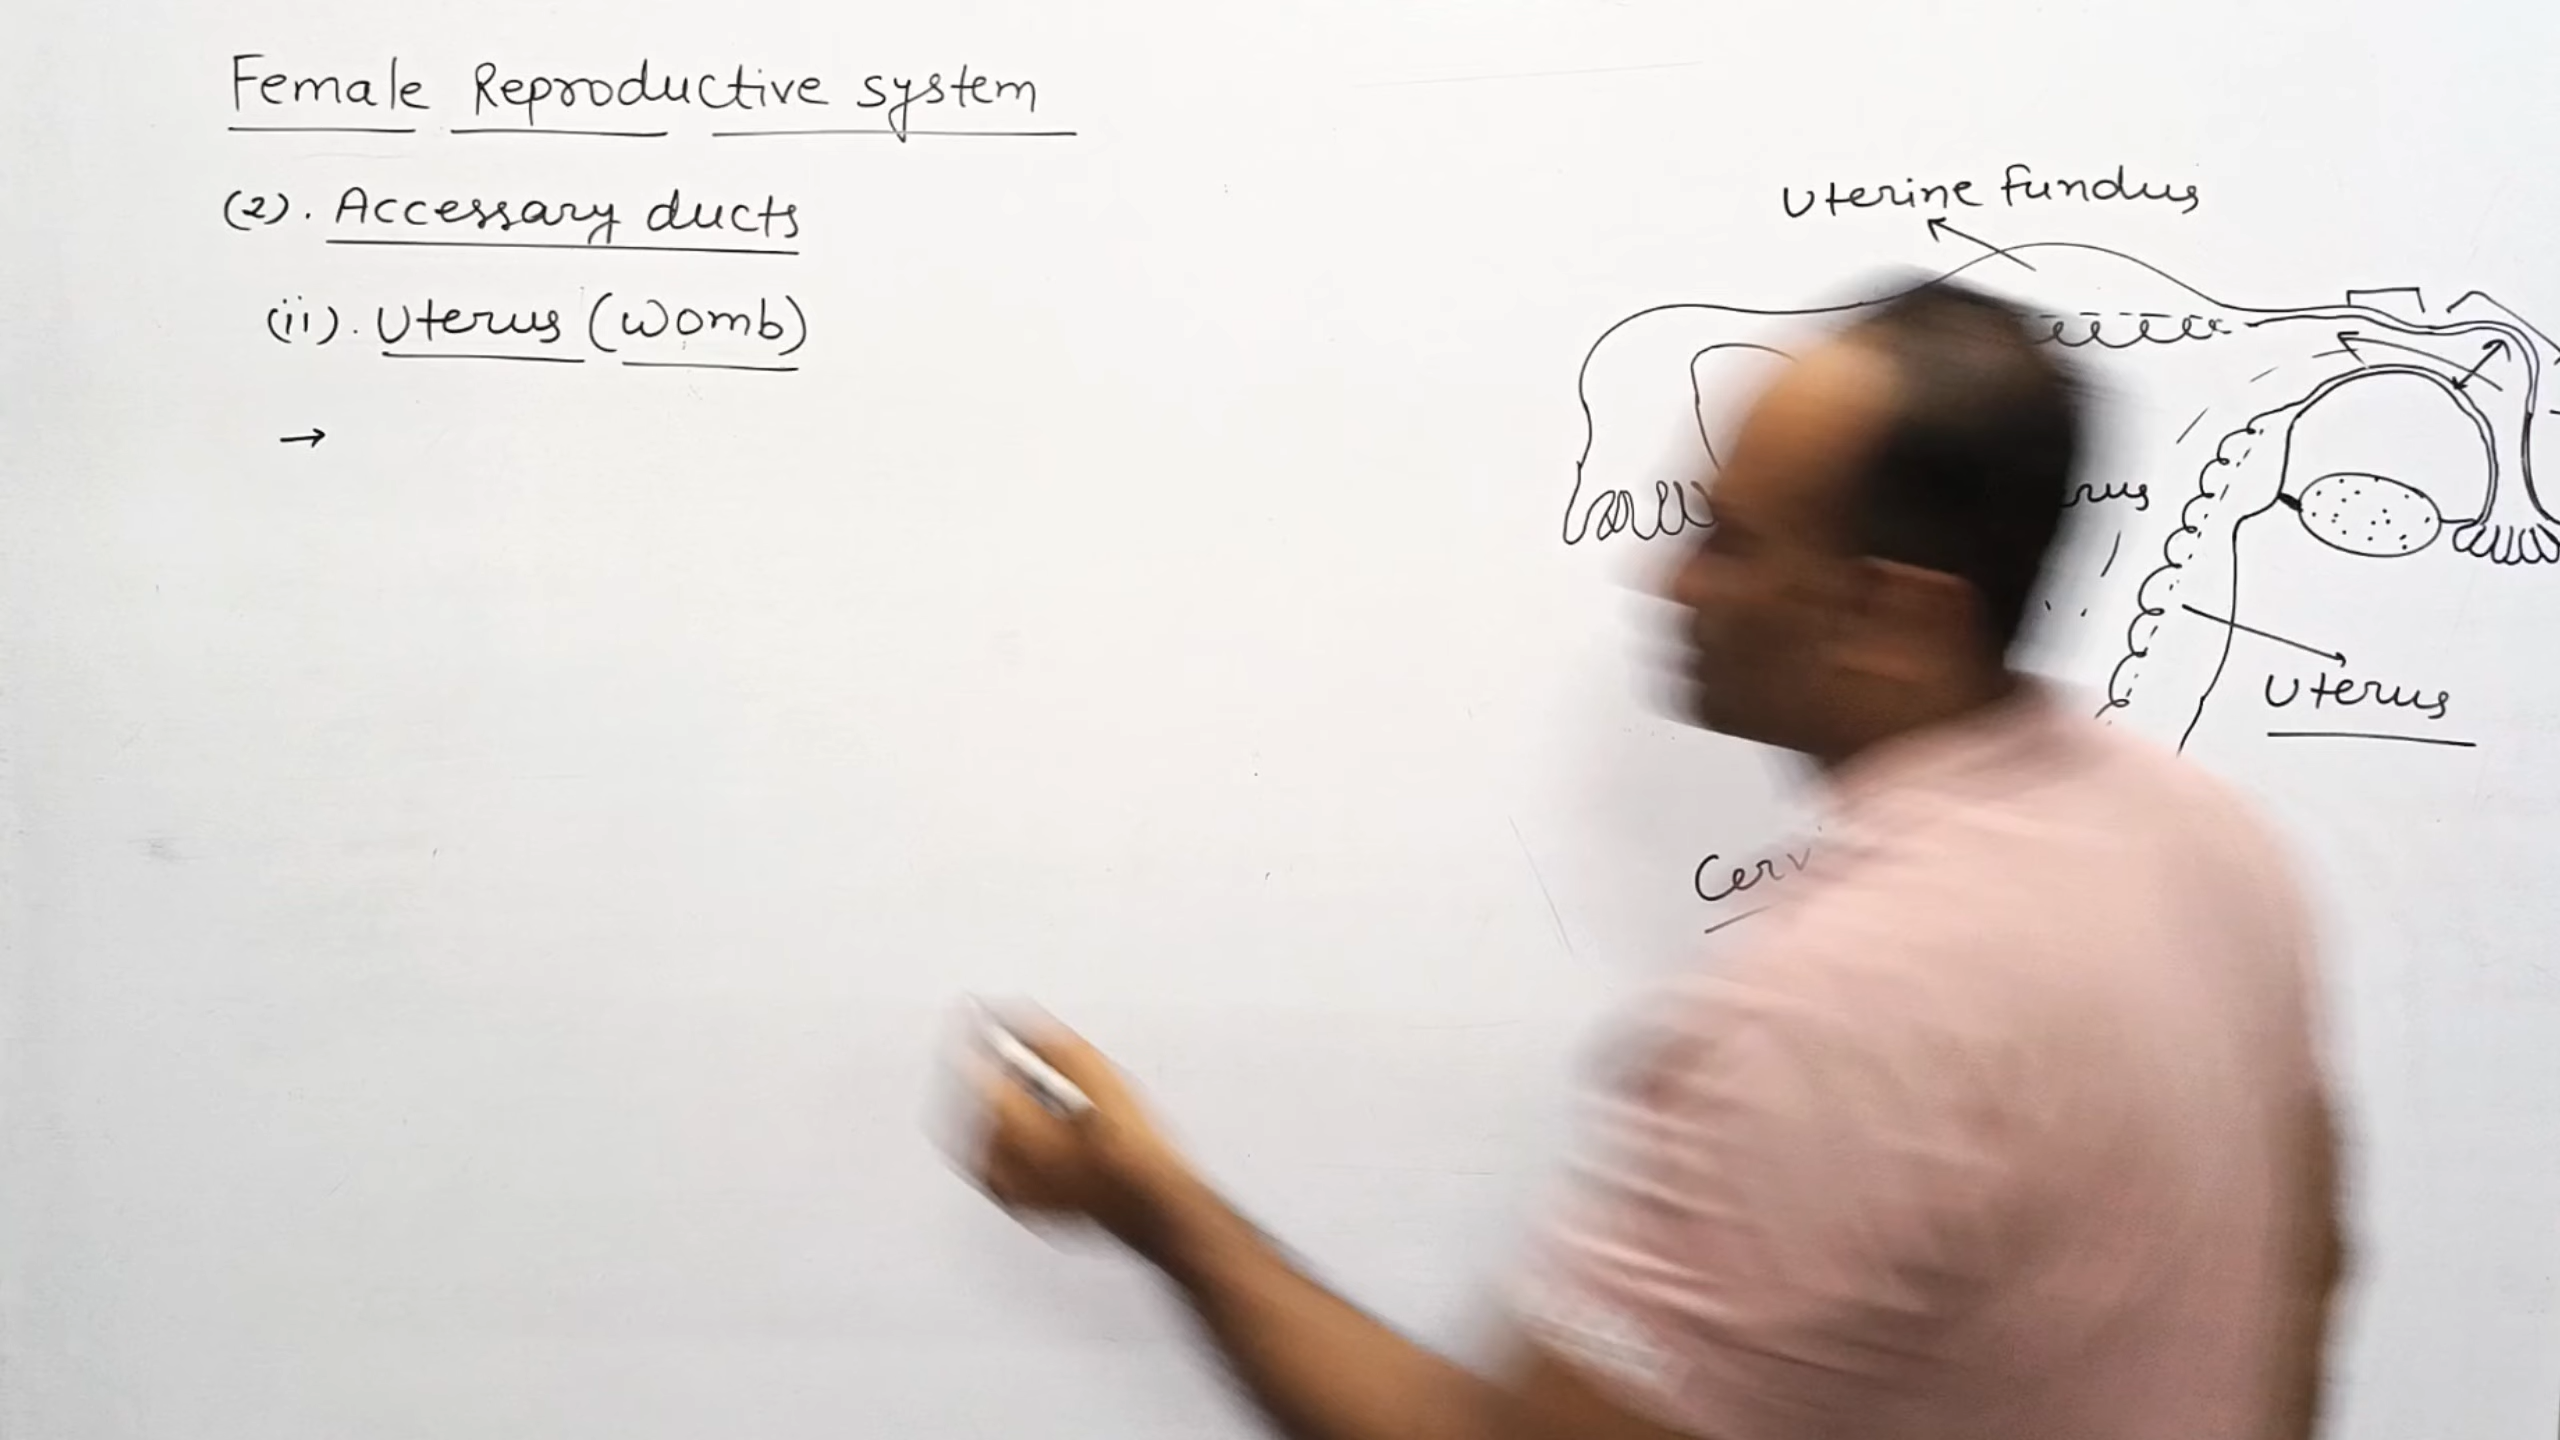 Female Reproductive system
(2). Accessary ducts
(ii). Uterus (Womb)
→
Uterine fundus
Uterus